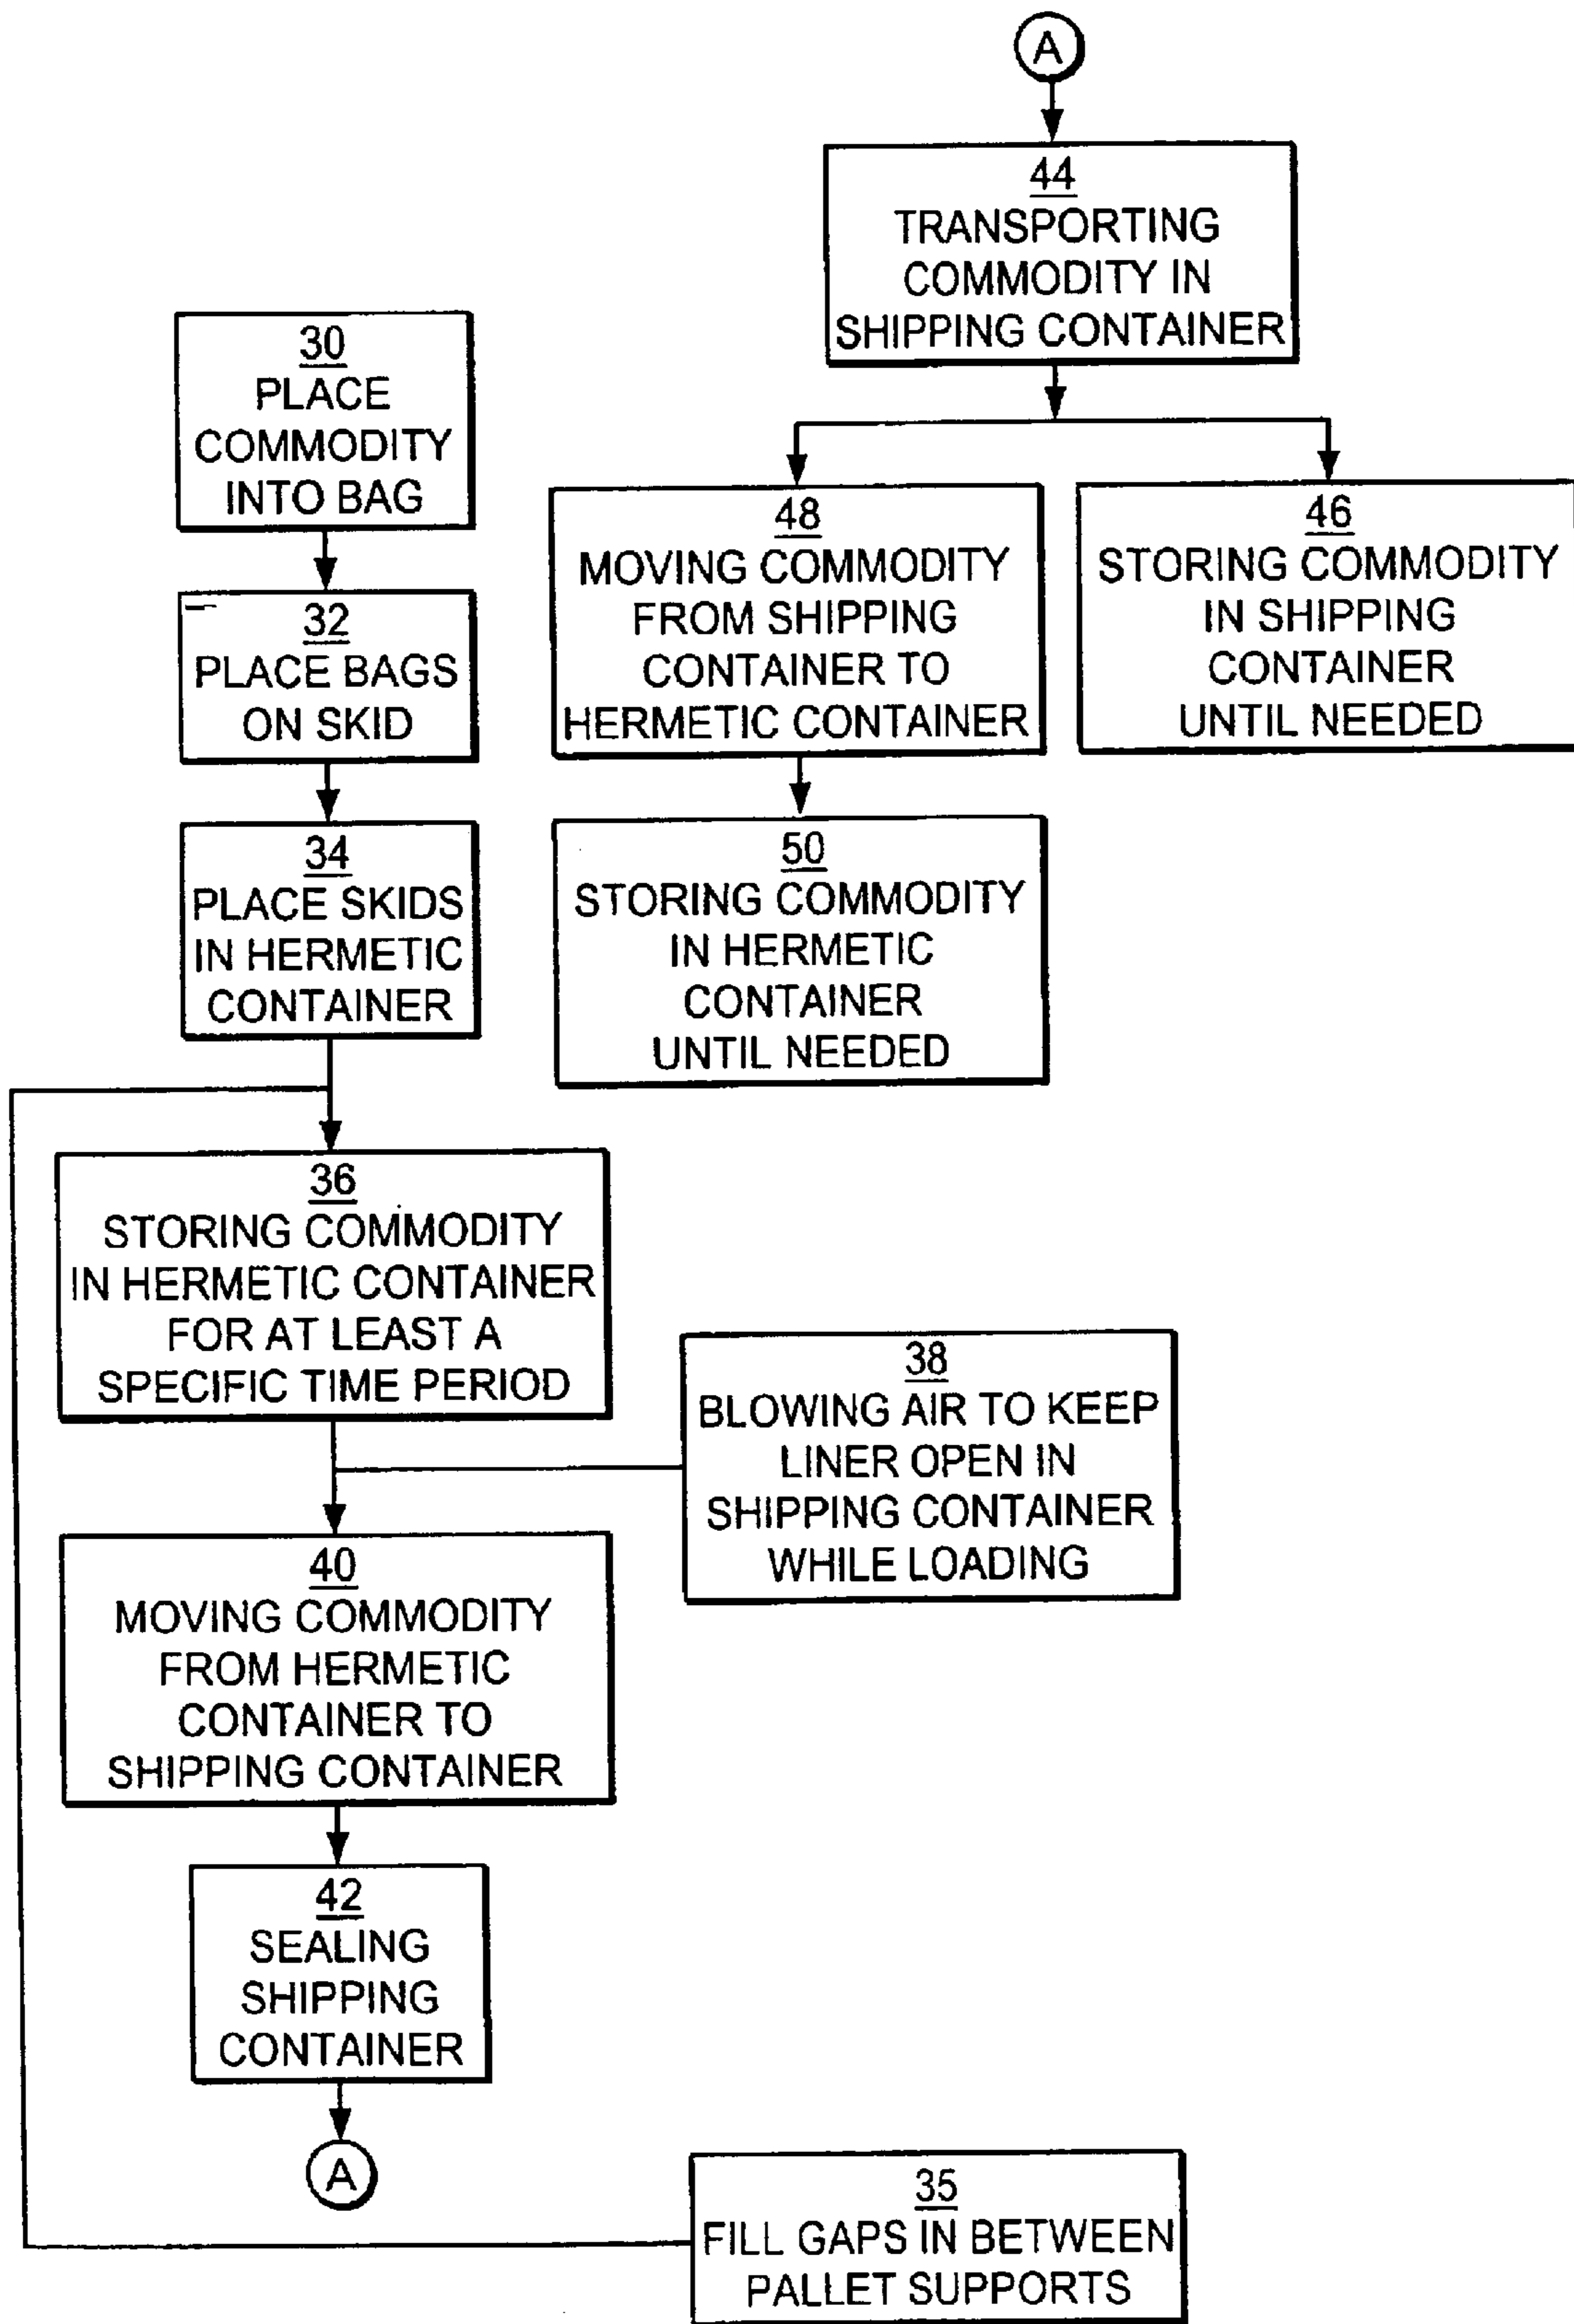 30
PLACE
COMMODITY
INTO BAG
32
PLACE BAGS
ON SKID
34
PLACE SKIDS
IN HERMETIC
CONTAINER
36
STORING COMMODITY
IN HERMETIC CONTAINER
FOR AT LEAST A
SPECIFIC TIME PERIOD
38
BLOWING AIR TO KEEP
LINER OPEN IN
SHIPPING CONTAINER
WHILE LOADING
40
MOVING COMMODITY
FROM HERMETIC
CONTAINER TO
SHIPPING CONTAINER
42
SEALING
SHIPPING
CONTAINER
A
35
FILL GAPS IN BETWEEN
PALLET SUPPORTS
A
44
TRANSPORTING
COMMODITY IN
SHIPPING CONTAINER
48
MOVING COMMODITY
FROM SHIPPING
CONTAINER TO
HERMETIC CONTAINER
46
STORING COMMODITY
IN SHIPPING
CONTAINER
UNTIL NEEDED
50
STORING COMMODITY
IN HERMETIC
CONTAINER
UNTIL NEEDED